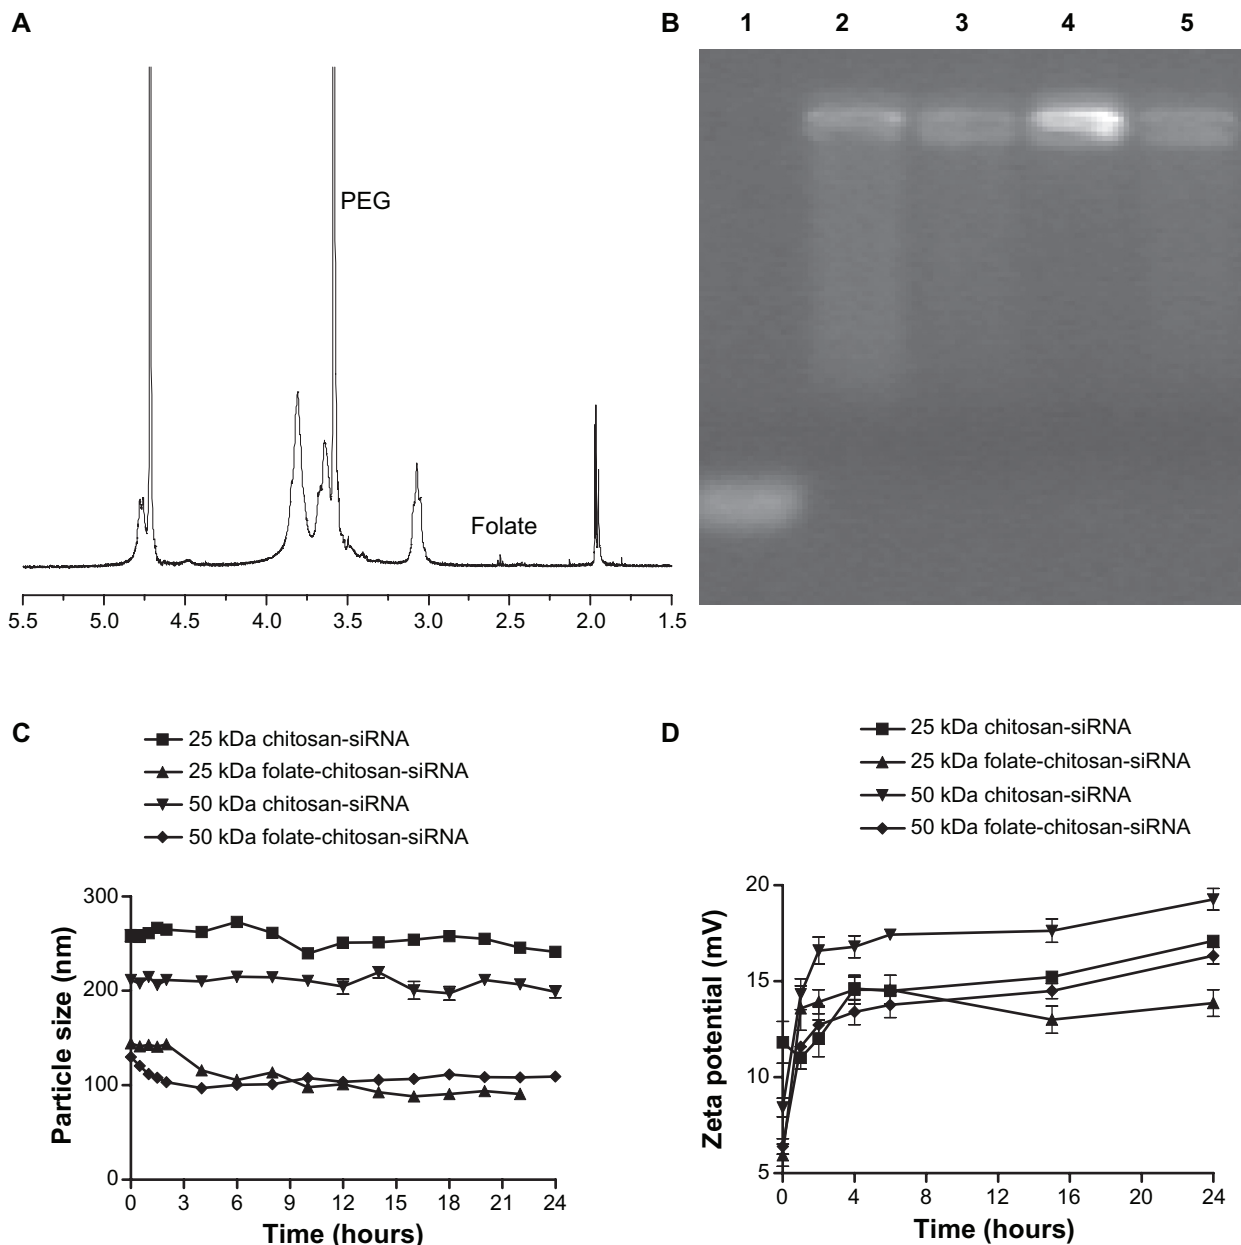 A
PEG
Folate
5.5 5.0 4.5 4.0 3.5 3.0 2.5 2.0 1.5
B 1 2 3 4 5
C
25 kDa chitosan-siRNA
25 kDa folate-chitosan-siRNA
50 kDa chitosan-siRNA
50 kDa folate-chitosan-siRNA
Particle size (nm)
300
200
100
0
0 3 6 9 12 15 18 21 24
Time (hours)
D
25 kDa chitosan-siRNA
25 kDa folate-chitosan-siRNA
50 kDa chitosan-siRNA
50 kDa folate-chitosan-siRNA
Zeta potential (mV)
20
15
10
5
0 4 8 12 16 20 24
Time (hours)